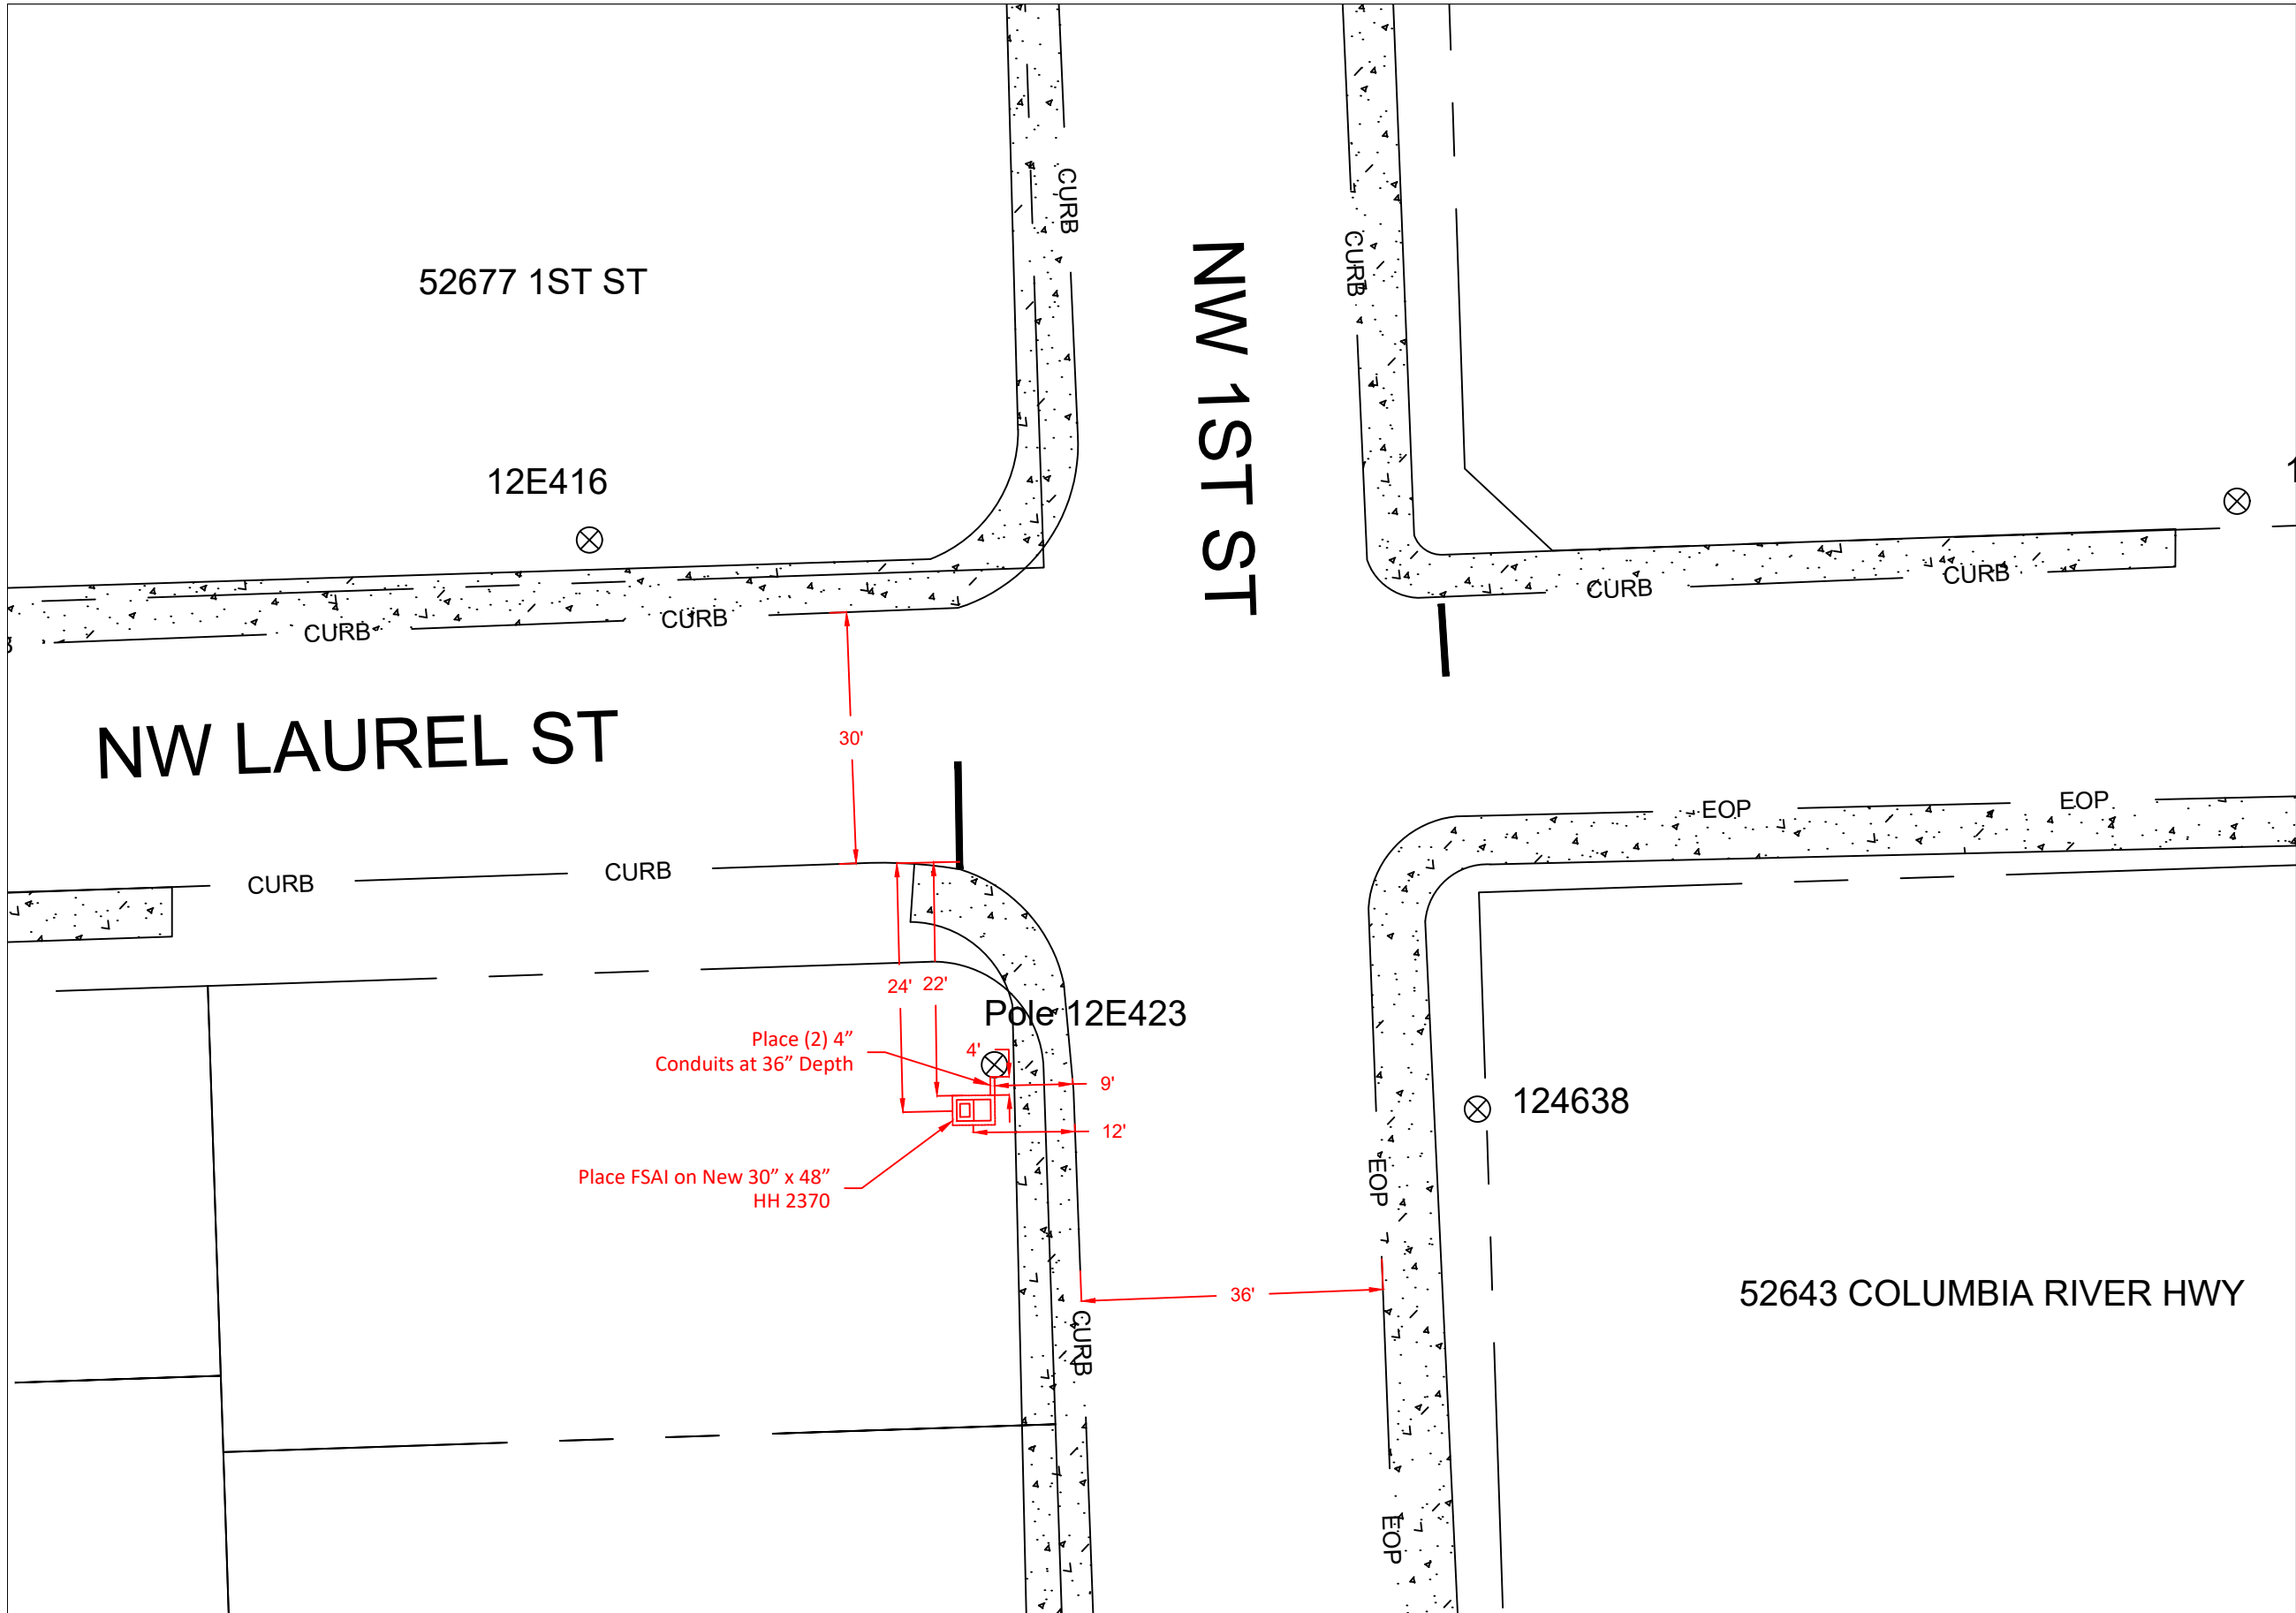 CURB
CURB
NW 1ST ST
52677 1ST ST
12E416
CURB
CURB
CURB
CURB
30'
NW LAUREL ST
EOP
EOP
CURB
CURB
24'
22'
Pole 12E423
Place (2) 4”
Conduits at 36” Depth
4'
9'
124638
12'
Place FSAI on New 30” x 48”
HH 2370
EOP
36'
52643 COLUMBIA RIVER HWY
CURB
EOP